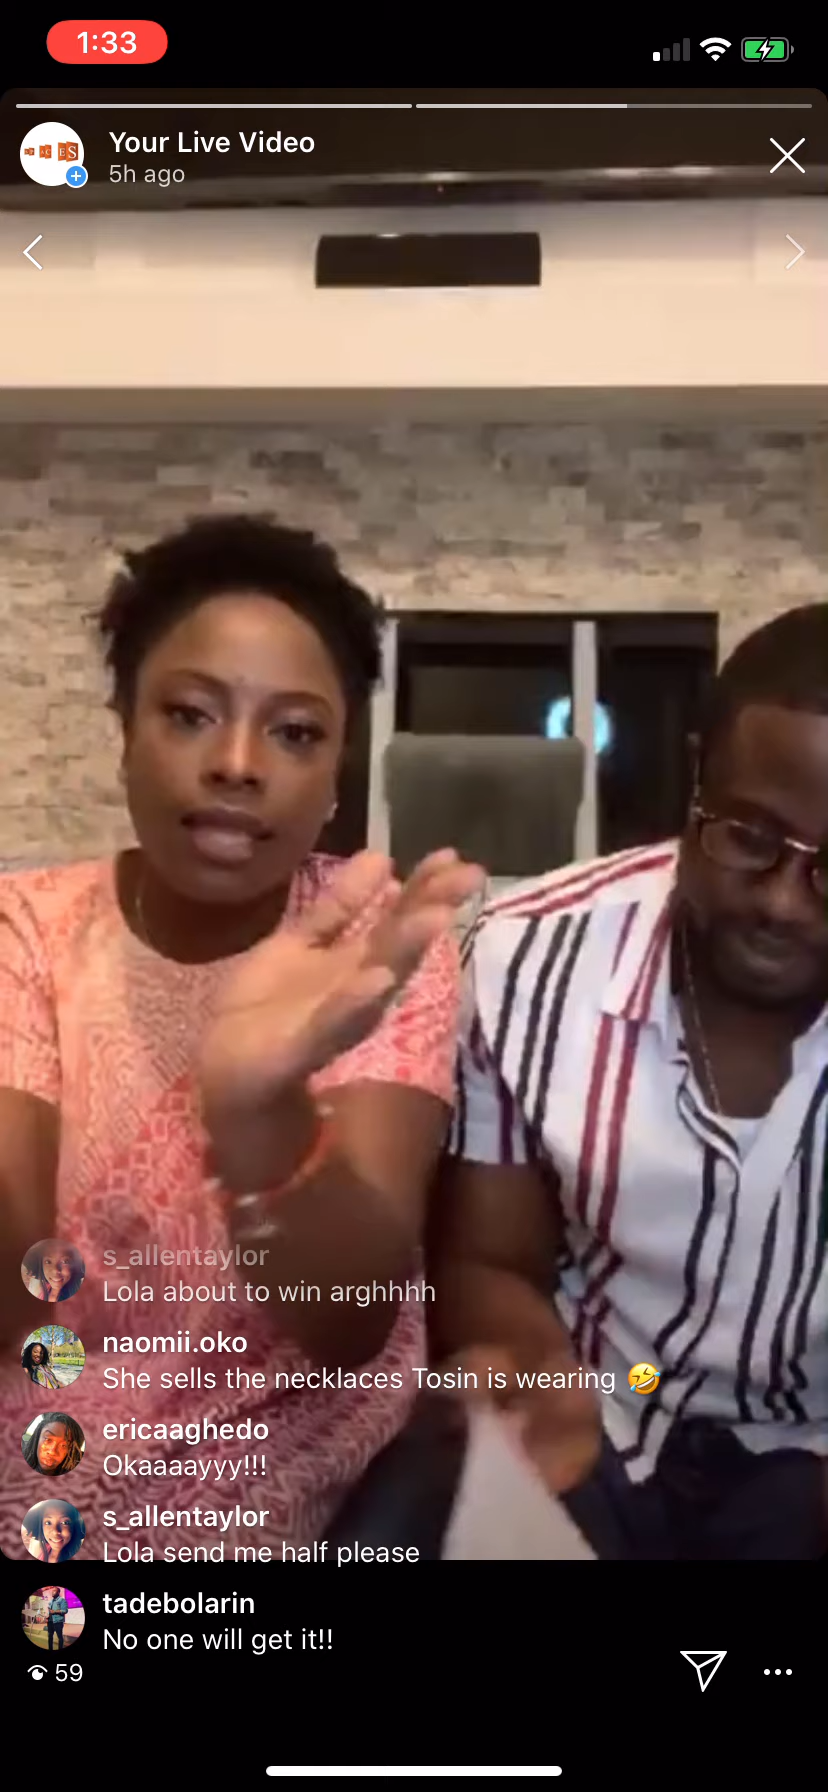 1:33
Your Live Video
5h ago
s_allentaylor
Lola about to win arghhhh
naomii.oko
She sells the necklaces Tosin is wearing 🤣
ericaaghedo
Okaaaayyy!!!
s_allentaylor
Lola send me half please
tadebolarin
No one will get it!!
59